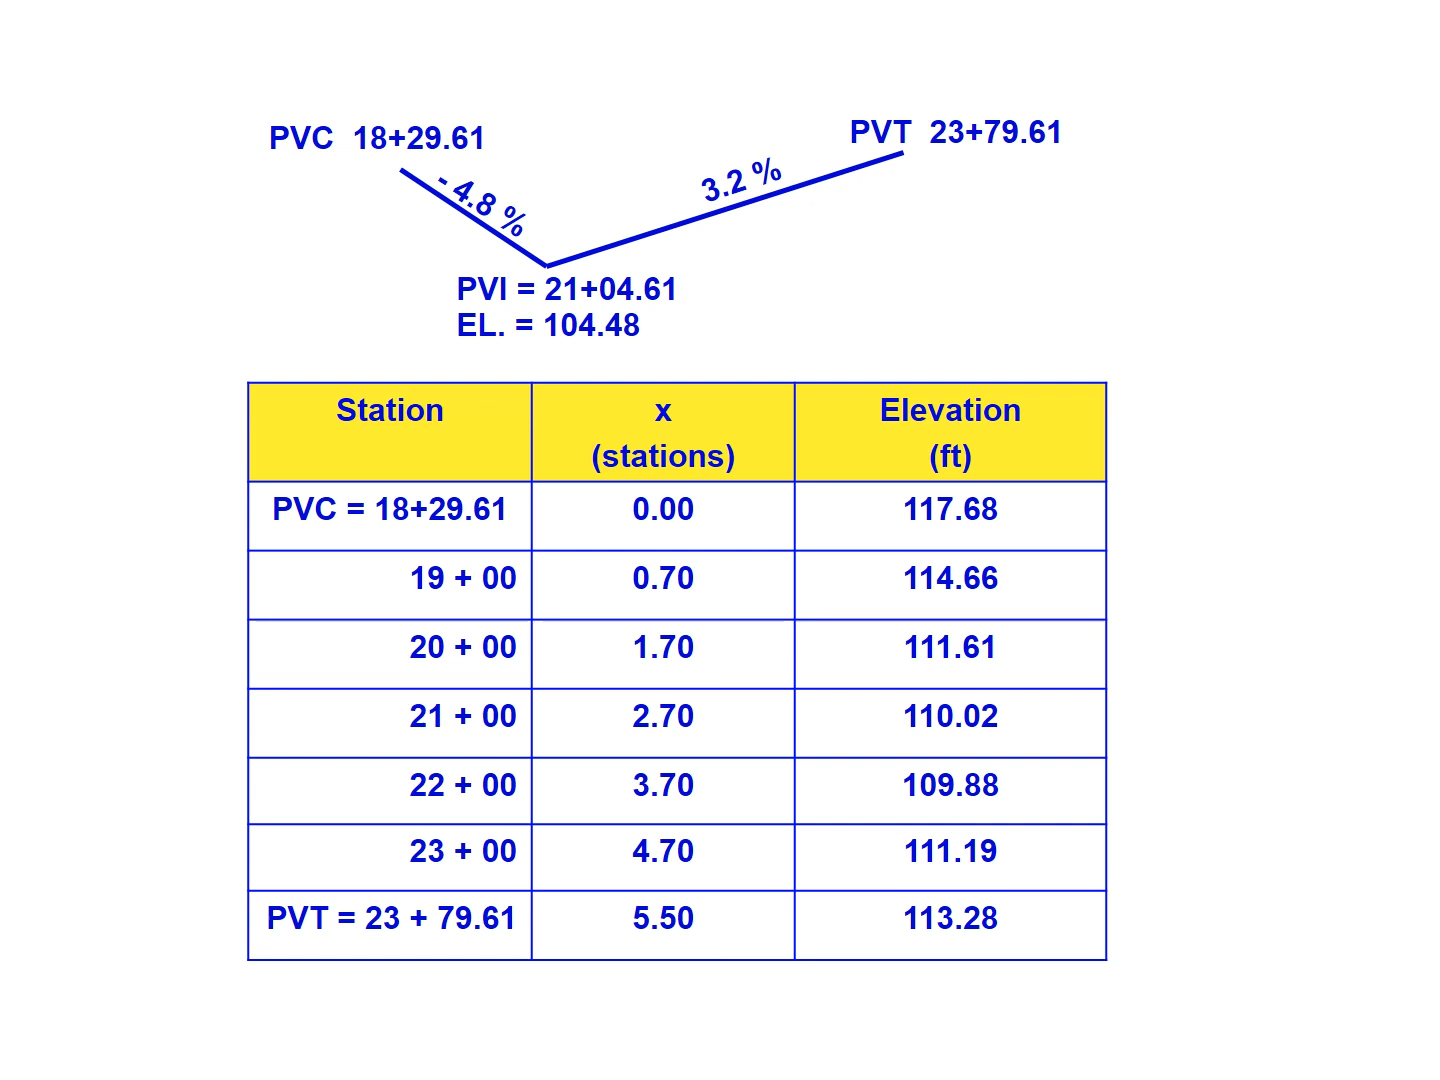 PVC 18+29.61
PVT 23+79.61
- 4.8 %
3.2 %
PVI = 21+04.61
EL. = 104.48
Station x Elevation
(stations) (ft)
PVC = 18+29.61 0.00 117.68
19 + 00 0.70 114.66
20 + 00 1.70 111.61
21 + 00 2.70 110.02
22 + 00 3.70 109.88
23 + 00 4.70 111.19
PVT = 23 + 79.61 5.50 113.28